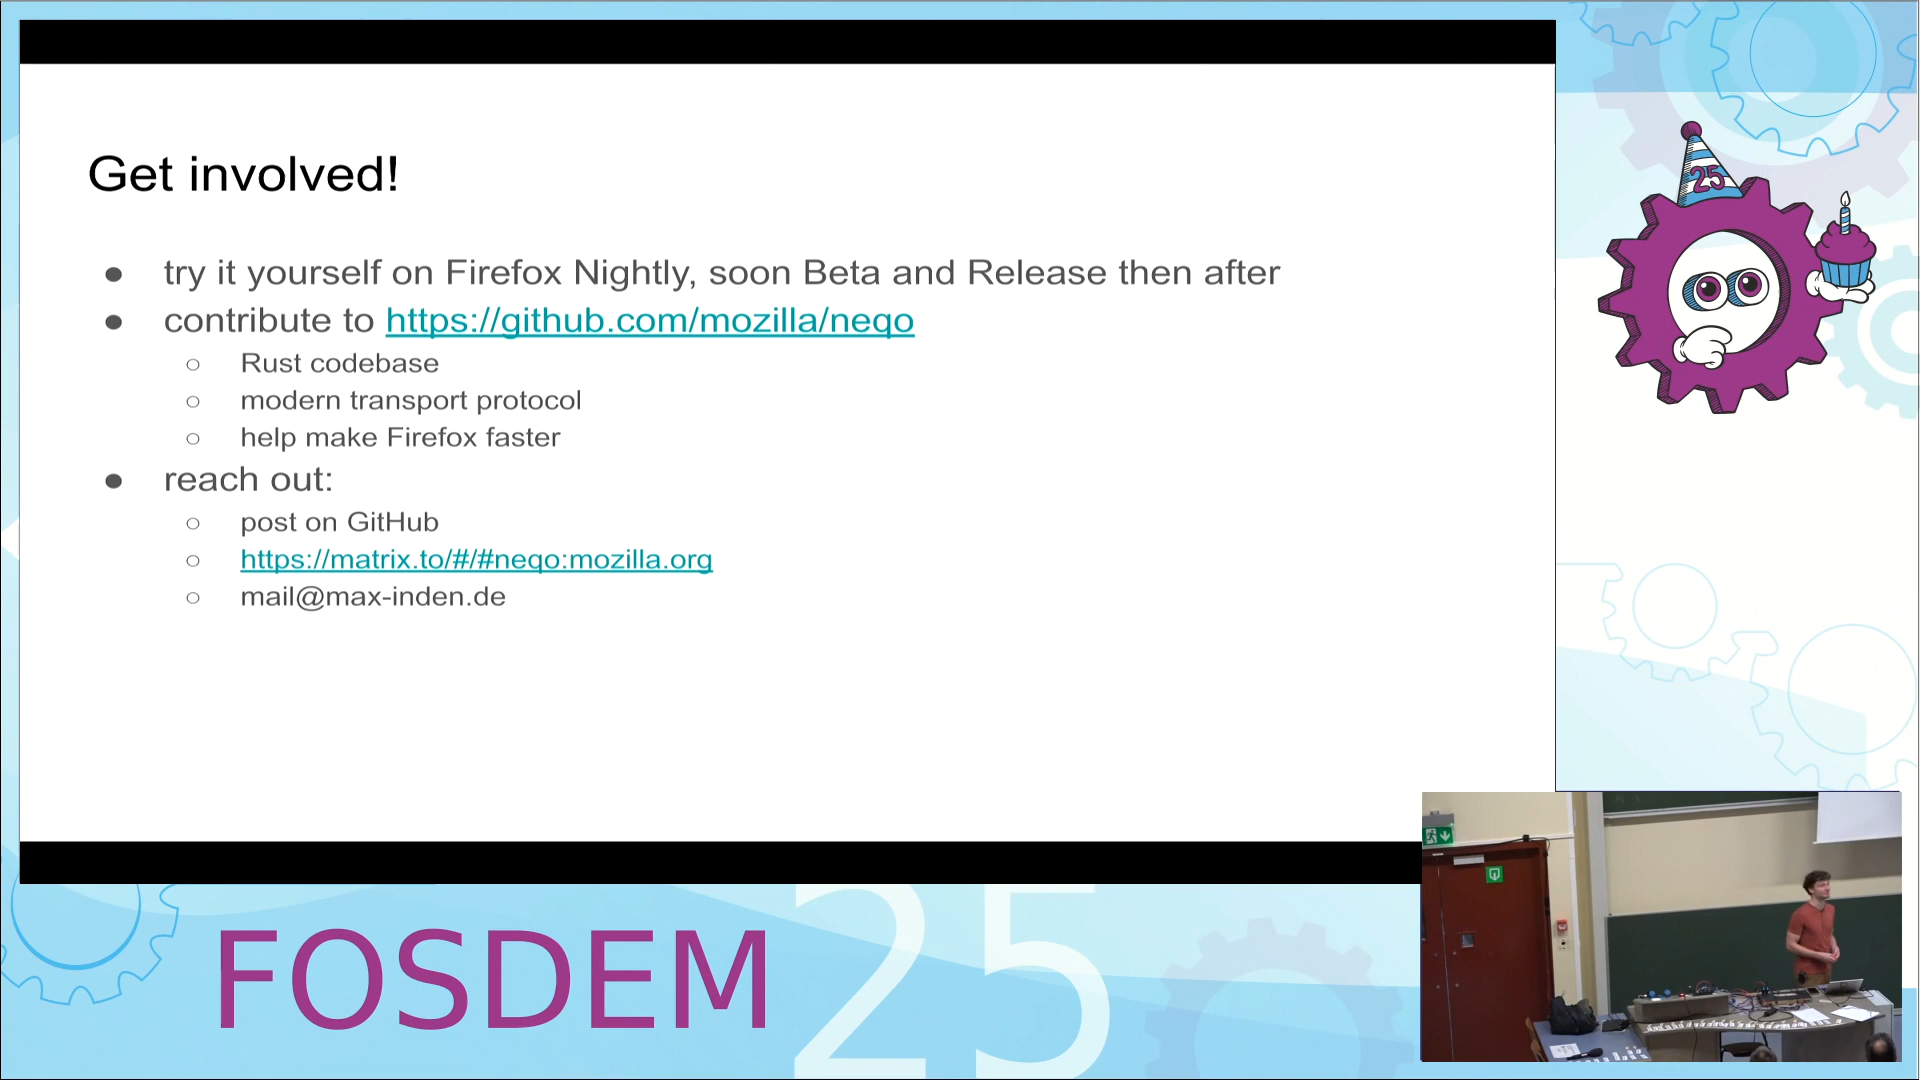 Get involved!
● try it yourself on Firefox Nightly, soon Beta and Release then after
● contribute to https://github.com/mozilla/neqo
○ Rust codebase
○ modern transport protocol
○ help make Firefox faster
● reach out:
○ post on GitHub
○ https://matrix.to/#/#neqo:mozilla.org
○ mail@max-inden.de
25
FOSDEM 25